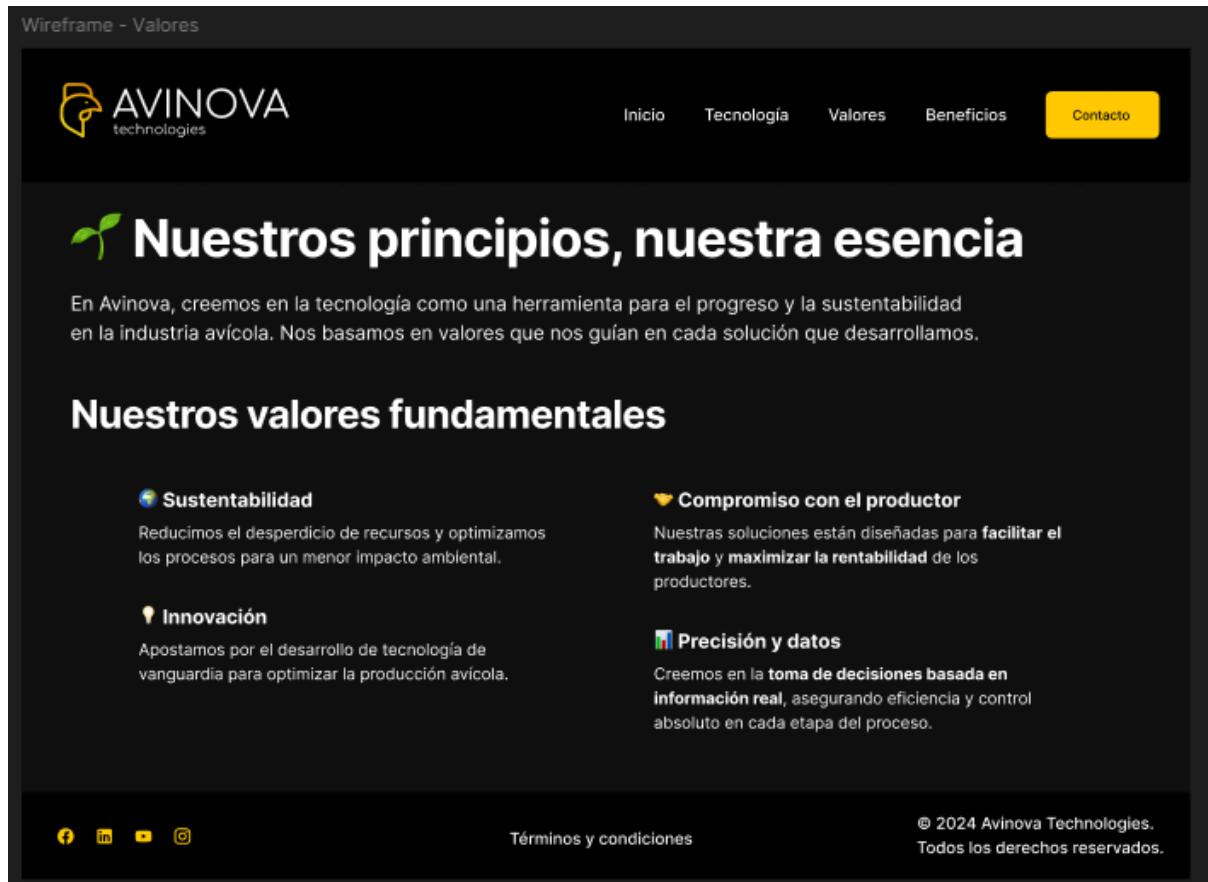 Wireframe - Valores
AVINOVA
technologies
Inicio Tecnología Valores Beneficios Contacto
Nuestros principios, nuestra esencia
En Avinova, creemos en la tecnología como una herramienta para el progreso y la sustentabilidad
en la industria avícola. Nos basamos en valores que nos guían en cada solución que desarrollamos.
Nuestros valores fundamentales
Sustentabilidad
Reducimos el desperdicio de recursos y optimizamos
los procesos para un menor impacto ambiental.
Innovación
Apostamos por el desarrollo de tecnología de
vanguardia para optimizar la producción avícola.
Compromiso con el productor
Nuestras soluciones están diseñadas para facilitar el
trabajo y maximizar la rentabilidad de los
productores.
Precisión y datos
Creemos en la toma de decisiones basada en
información real, asegurando eficiencia y control
absoluto en cada etapa del proceso.
Términos y condiciones
© 2024 Avinova Technologies.
Todos los derechos reservados.